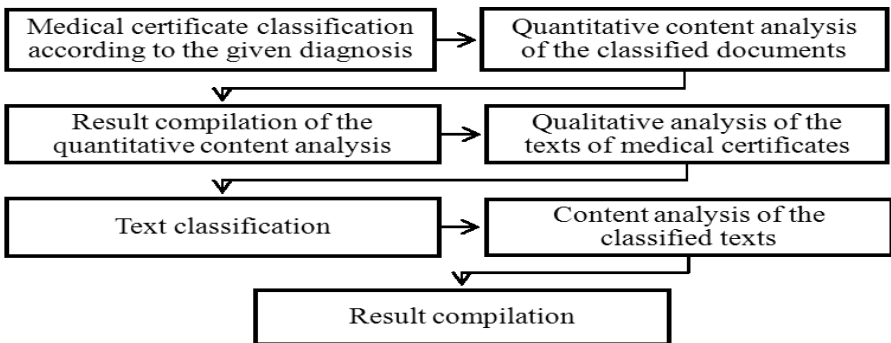 Medical certificate classification
according to the given diagnosis
Quantitative content analysis
of the classified documents
Result compilation of the
quantitative content analysis
Qualitative analysis of the
texts of medical certificates
Text classification
Content analysis of the
classified texts
Result compilation